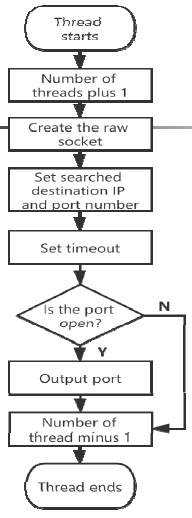 Thread
starts
Number of
threads plus 1
Create the raw
socket
Set searched
destination IP
and port number
Set timeout
Is the port
open?
N
Y
Output port
Number of
thread minus 1
Thread ends